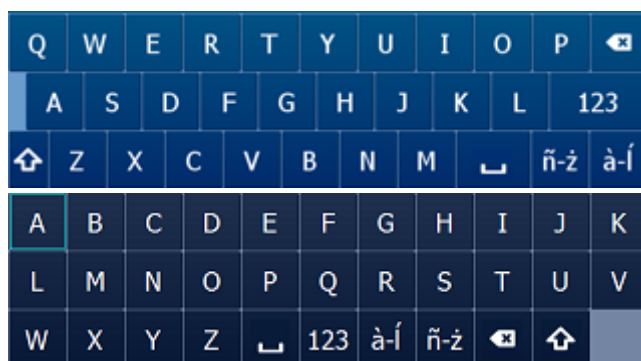 Q W E R T Y U I O P
A S D F G H J K L 123
Z X C V B N M ñ-ż à-Í
A B C D E F G H I J K
L M N O P Q R S T U V
W X Y Z 123 à-Í ñ-ż